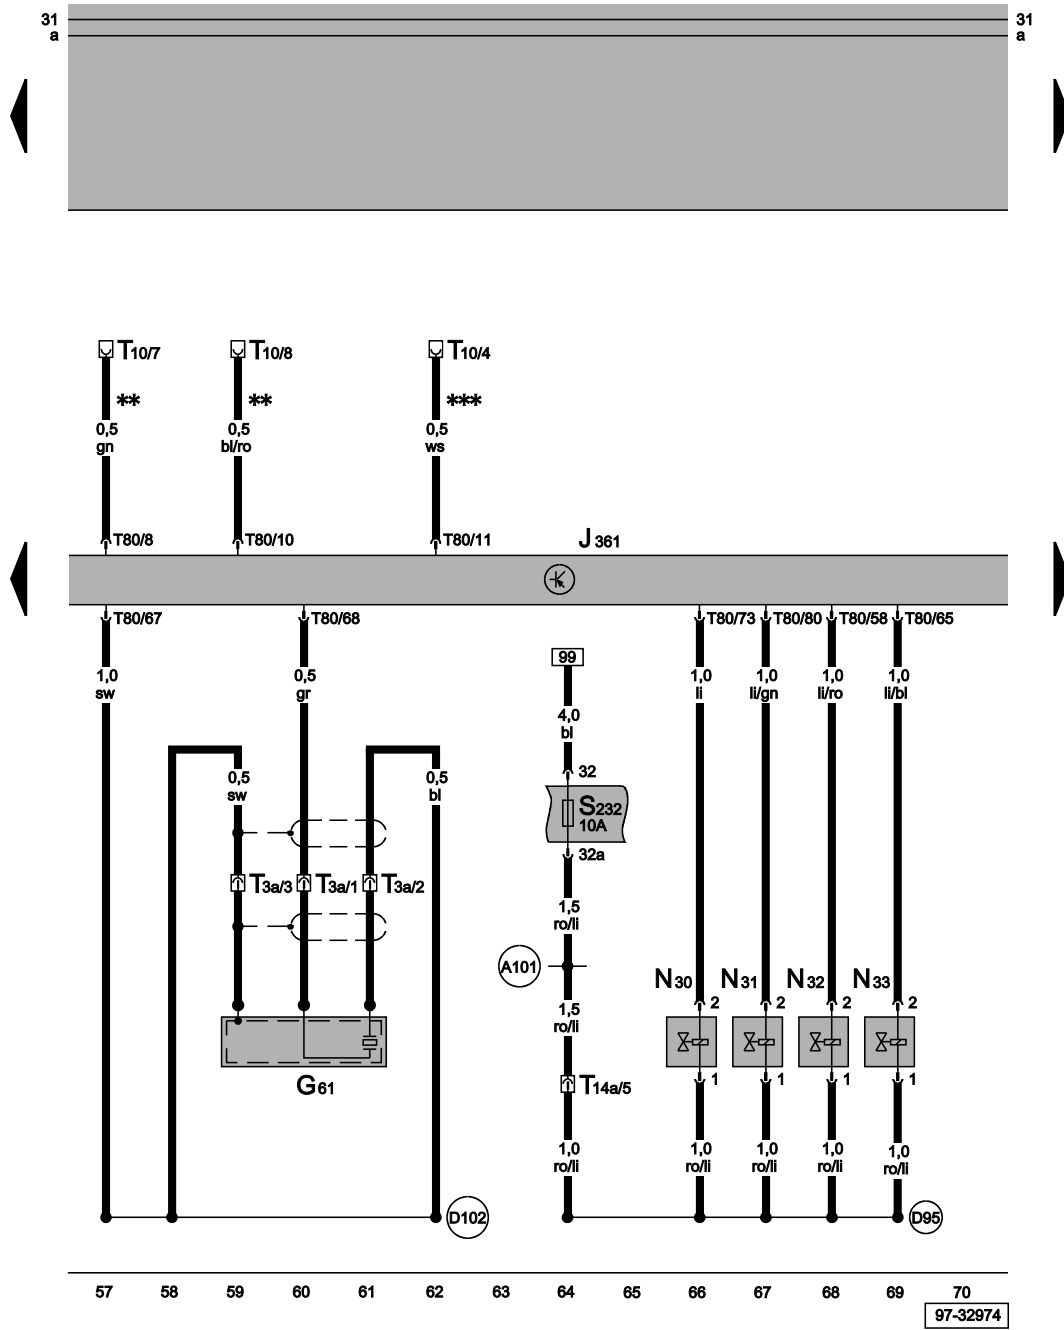 31 31
a a
T10/7 T10/8 T10/4
** ** ***
0,5 0,5 0,5
gn bl/ro ws
T80/8 T80/10 T80/11 J361
T80/67 T80/68 T80/73 T80/80 T80/58 T80/65
99
1,0 0,5 1,0 1,0 1,0 1,0
sw gr li li/gn li/ro li/bl
4,0
bl
0,5 0,5 32
sw bl
S232
10A
32a
T3a/3 T3a/1 T3a/2
1,5
ro/li
A101
N30 N31 N32 N33
2 2 2 2
1,5
ro/li
G61 T14a/5 1 1 1 1
1,0 1,0 1,0 1,0 1,0
ro/li ro/li ro/li ro/li ro/li
D102 D95
57 58 59 60 61 62 63 64 65 66 67 68 69 70
97-32974